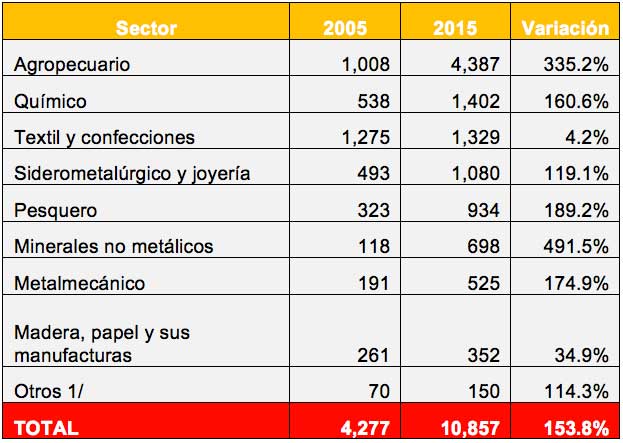 Sector 2005 2015 Variación
Agropecuario 1,008 4,387 335.2%
Químico 538 1,402 160.6%
Textil y confecciones 1,275 1,329 4.2%
Siderometalúrgico y joyería 493 1,080 119.1%
Pesquero 323 934 189.2%
Minerales no metálicos 118 698 491.5%
Metalmecánico 191 525 174.9%
Madera, papel y sus
manufacturas 261 352 34.9%
Otros 1/ 70 150 114.3%
TOTAL 4,277 10,857 153.8%